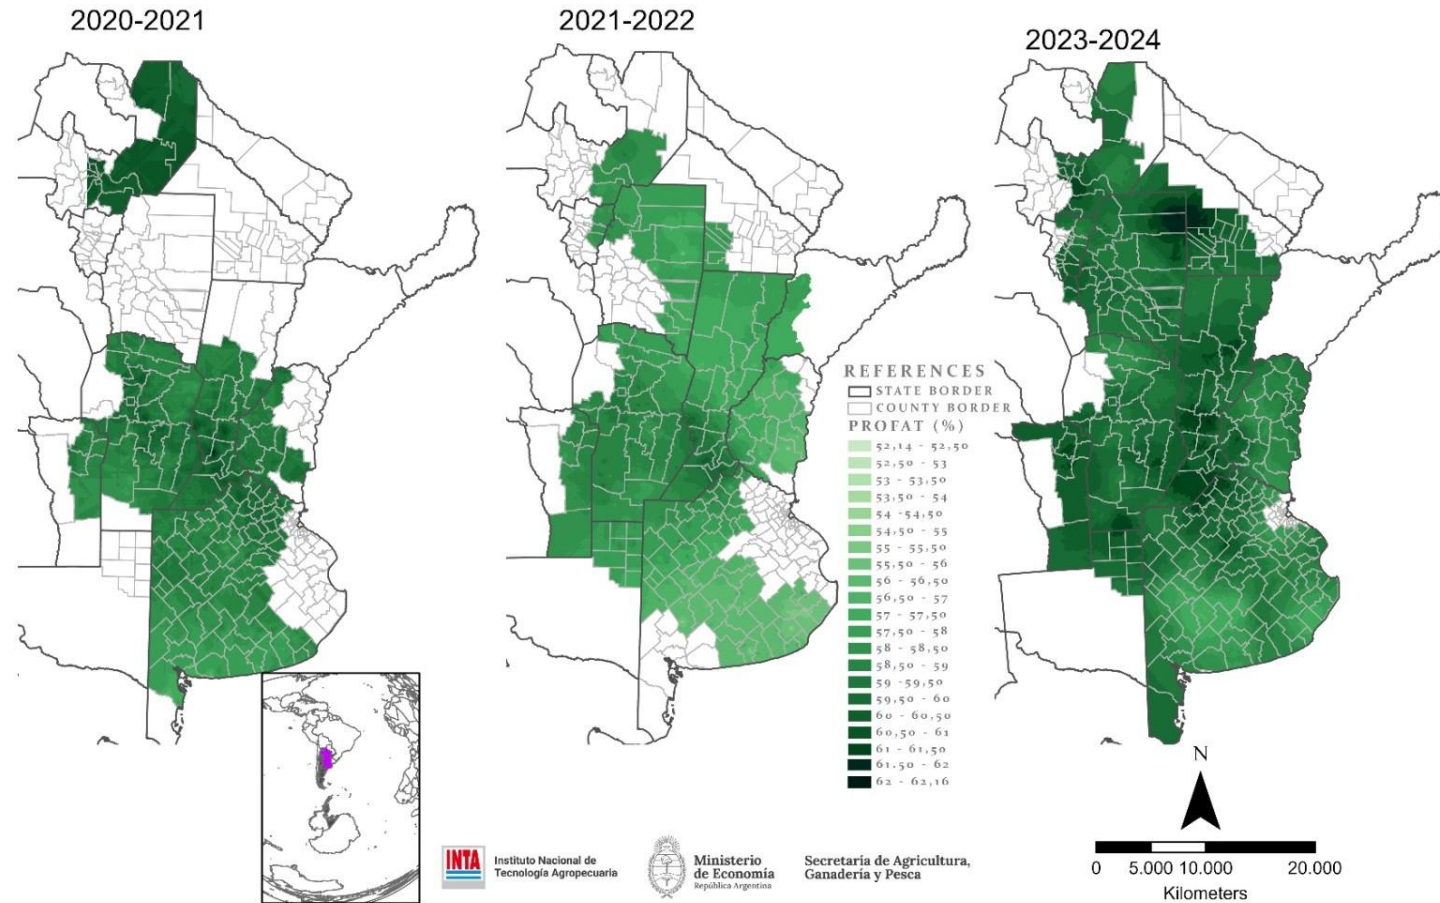 2020-2021
2021-2022
2023-2024
REFERENCES
STATE BORDER
COUNTY BORDER
PROFAT (%)
52,14 - 52,50
52,50 - 53
53 - 53,50
53,50 - 54
54 -54,50
54,50 - 55
55 - 55,50
55,50 - 56
56 - 56,50
56,50 - 57
57 - 57,50
57,50 - 58
58 - 58,50
58,50 - 59
59 -59,50
59,50 - 60
60 - 60,50
60,50 - 61
61 - 61,50
61.50 - 62
62 - 62,16
N
0 5.000 10.000 20.000
Kilometers
INTA
Instituto Nacional de
Tecnología Agropecuaria
Ministerio
de Economía
República Argentina
Secretaría de Agricultura,
Ganadería y Pesca